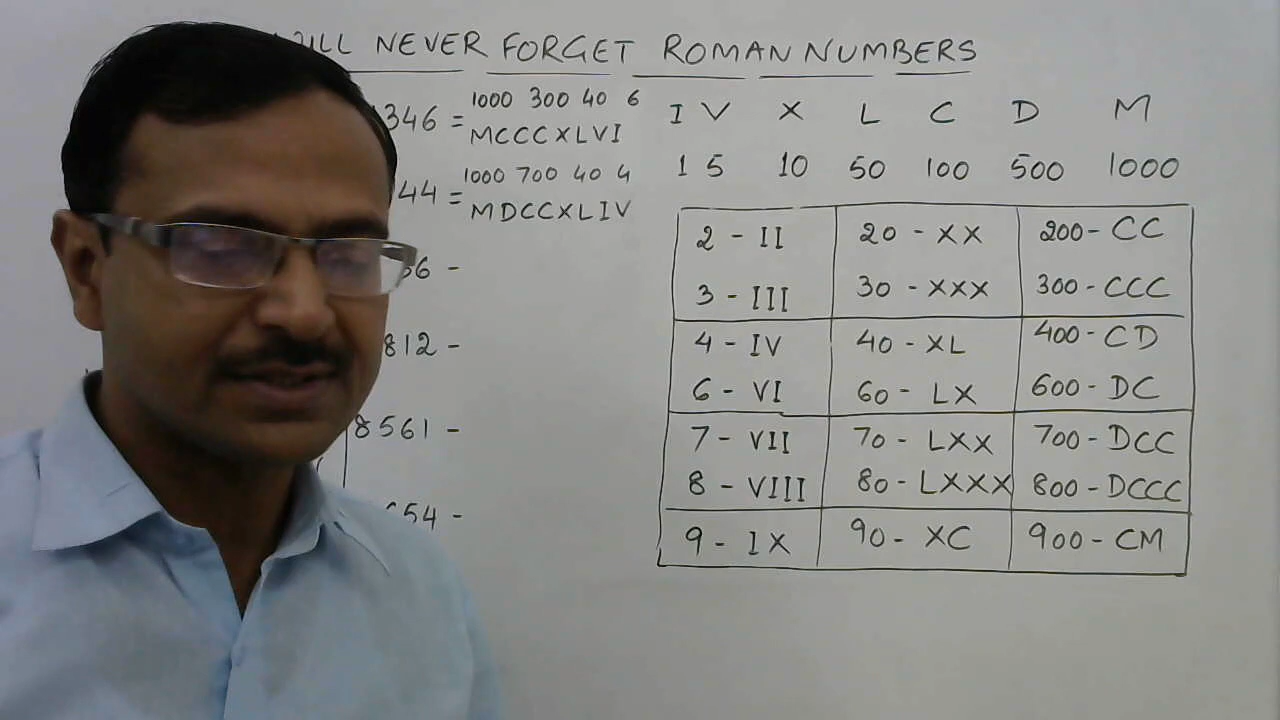 WILL NEVER FORGET ROMAN NUMBERS
1000 300 40 6
346 = MCCCXLVI
1000 700 40 4
44 = MDCCXLIV
56 -
812 -
8561 -
654 -
I V X L C D M
1 5 10 50 100 500 1000
2 - II 20 - XX 200 - CC
3 - III 30 - XXX 300 - CCC
4 - IV 40 - XL 400 - CD
6 - VI 60 - LX 600 - DC
7 - VII 70 - LXX 700 - DCC
8 - VIII 80 - LXXX 800 - DCCC
9 - IX 90 - XC 900 - CM